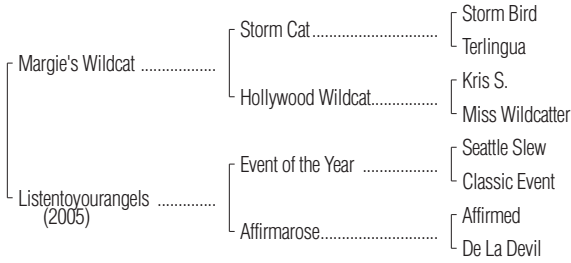 Storm Bird
Storm Cat..................................
Terlingua
Margie's Wildcat .................
Kris S.
Hollywood Wildcat..................
Miss Wildcatter
Seattle Slew
Event of the Year ....................
Classic Event
Listentoyourangels ..............
(2005)
Affirmed
Affirmarose................................
De La Devil